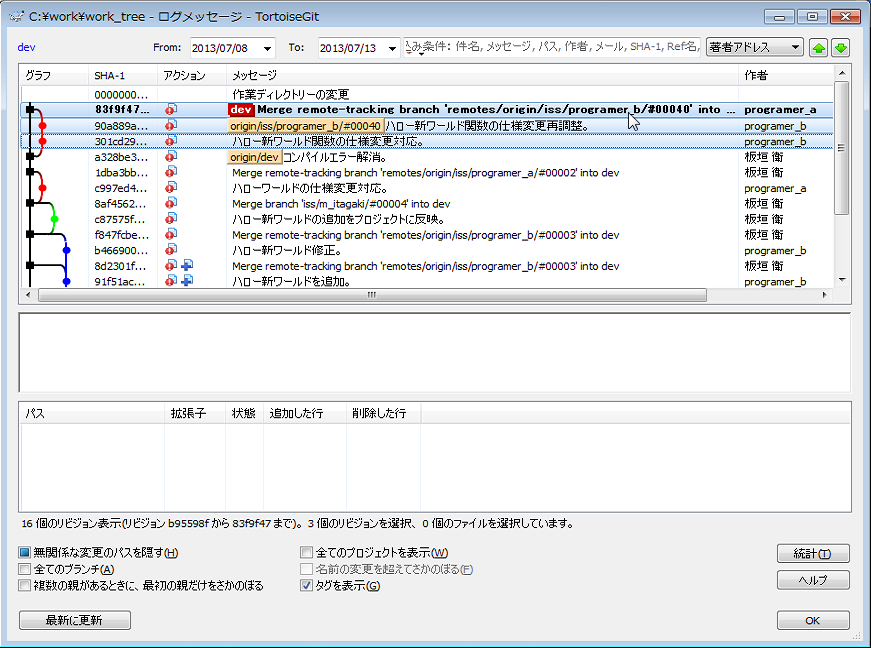 C:¥work¥work_tree - ログメッセージ - TortoiseGit
dev From: 2013/07/08 To: 2013/07/13 込み条件: 件名, メッセージ, パス, 作者, メール, SHA-1, Ref名, 著者アドレス
グラフ SHA-1 アクション メッセージ 作者
0000000... 作業ディレクトリーの変更
83f9f47... dev Merge remote-tracking branch 'remotes/origin/iss/programer_b/#00040' into ... programer_a
90a889a... origin/iss/programer_b/#00040 ハロー新ワールド関数の仕様変更再調整。 programer_b
301cd29... ハロー新ワールド関数の仕様変更対応。 programer_b
a328be3... origin/dev コンパイルエラー解消。 板垣 衛
1dba3bb... Merge remote-tracking branch 'remotes/origin/iss/programer_a/#00002' into dev 板垣 衛
c997ed4... ハローワールドの仕様変更対応。 programer_a
8af4562... Merge branch 'iss/m_itagaki/#00004' into dev 板垣 衛
c87575f... ハロー新ワールドの追加をプロジェクトに反映。 板垣 衛
f847fcbe... Merge remote-tracking branch 'remotes/origin/iss/programer_b/#00003' into dev 板垣 衛
b466900... ハロー新ワールド修正。 programer_b
8d2301f... Merge remote-tracking branch 'remotes/origin/iss/programer_b/#00003' into dev 板垣 衛
91f51ac... ハロー新ワールドを追加。 programer_b
パス 拡張子 状態 追加した行 削除した行
16 個のリビジョン表示(リビジョン b95598f から 83f9f47 まで)。3 個のリビジョンを選択、0 個のファイルを選択しています。
無関係な変更のパスを隠す(H) 全てのプロジェクトを表示(W) 統計(T)
全てのブランチ(A) 名前の変更を超えてさかのぼる(F)
複数の親があるときに、最初の親だけをさかのぼる タグを表示(G) ヘルプ
最新に更新 OK